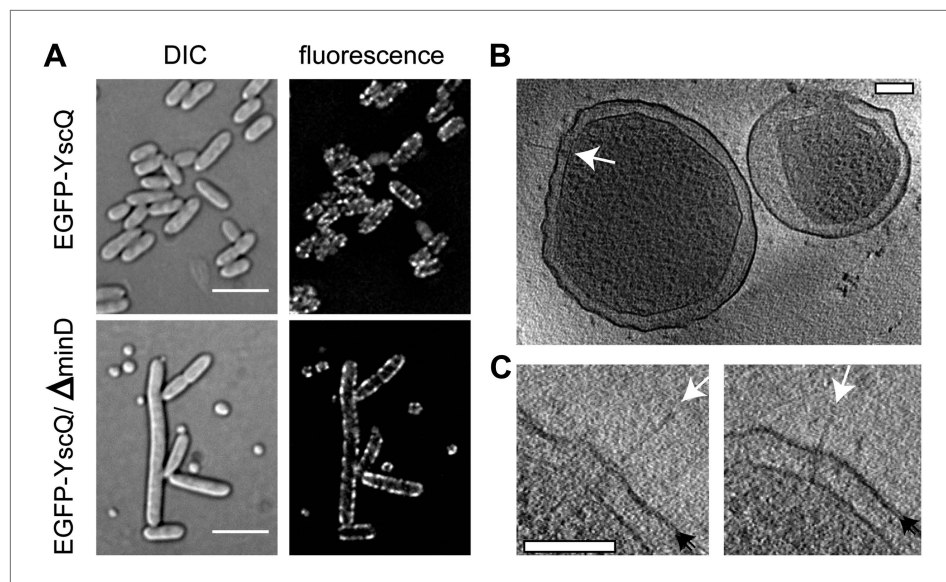 A
DIC
fluorescence
B
EGFP-YscQ
EGFP-YscQ/ΔminD
C